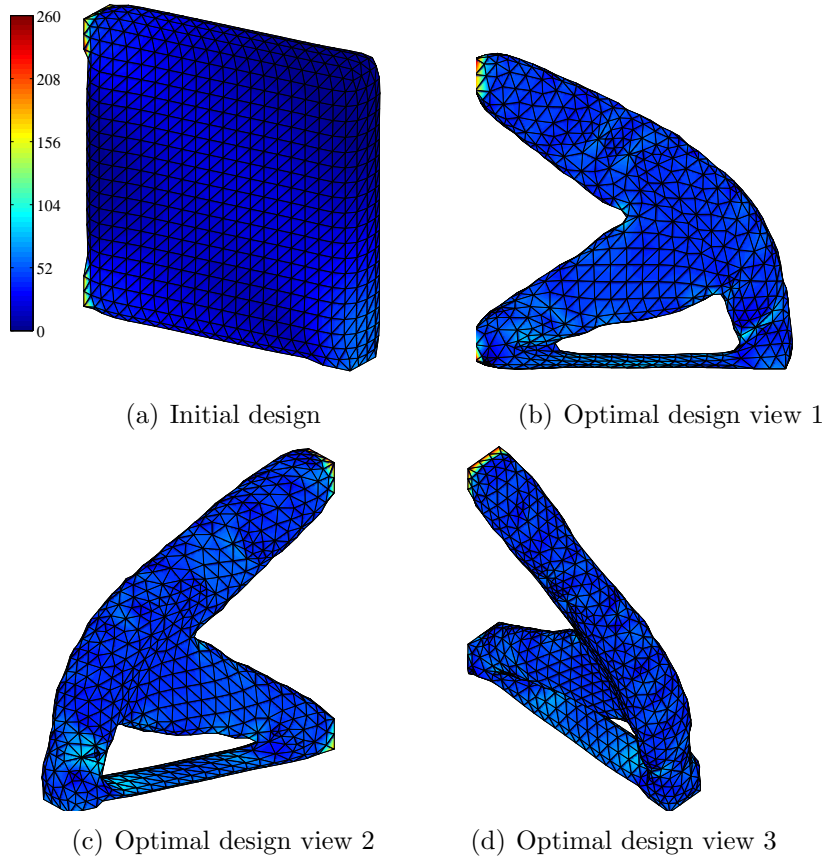 260
208
156
104
52
0
(a) Initial design
(b) Optimal design view 1
(c) Optimal design view 2
(d) Optimal design view 3